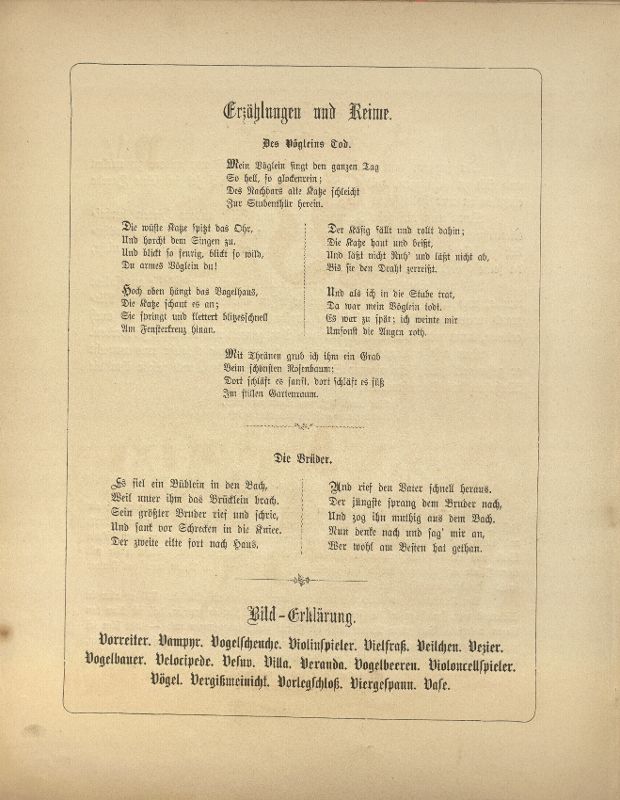 Erzählungen und Reime.
Des Vögleins Tod.
Mein Vöglein singt den ganzen Tag
So hell, so glockenrein;
Des Nachbars alte Katze schleicht
Zur Stubenthür herein.
Die wüste Katze spitzt das Ohr,
Und horcht dem Singen zu,
Und blickt so feurig, blickt so wild,
Du armes Vöglein du!
Hoch oben hängt das Vogelhaus,
Die Katze schaut es an;
Sie springt und klettert blitzesschnell
Am Fensterkreuz hinan.
Der Käfig fällt und rollt dahin;
Die Katze haut und beißt,
Und läßt nicht Ruh' und läßt nicht ab,
Bis sie den Draht zerreißt.
Und als ich in die Stube trat,
Da war mein Vöglein todt.
Es war zu spät; ich weinte mir
Umsonst die Augen roth.
Mit Thränen grub ich ihm ein Grab
Beim schönsten Rosenbaum;
Dort schläft es sanft, dort schläft es süß
Im stillen Gartenraum.
Die Brüder.
Es fiel ein Büblein in den Bach,
Weil unter ihm das Brücklein brach.
Sein größter Bruder rief und schrie,
Und sank vor Schrecken in die Kniee.
Der zweite eilte fort nach Haus,
Und rief den Vater schnell heraus.
Der jüngste sprang dem Bruder nach,
Und zog ihn muthig aus dem Bach.
Nun denke nach und sag' mir an,
Wer wohl am Besten hat gethan.
Bild-Erklärung.
Vorreiter. Vampyr. Vogelscheuche. Violinspieler. Vielfraß. Veilchen. Vezier.
Vogelbauer. Velocipede. Vesuv. Villa. Veranda. Vogelbeeren. Violoncellspieler.
Vögel. Vergißmeinicht. Vorlegschloß. Viergespann. Vase.